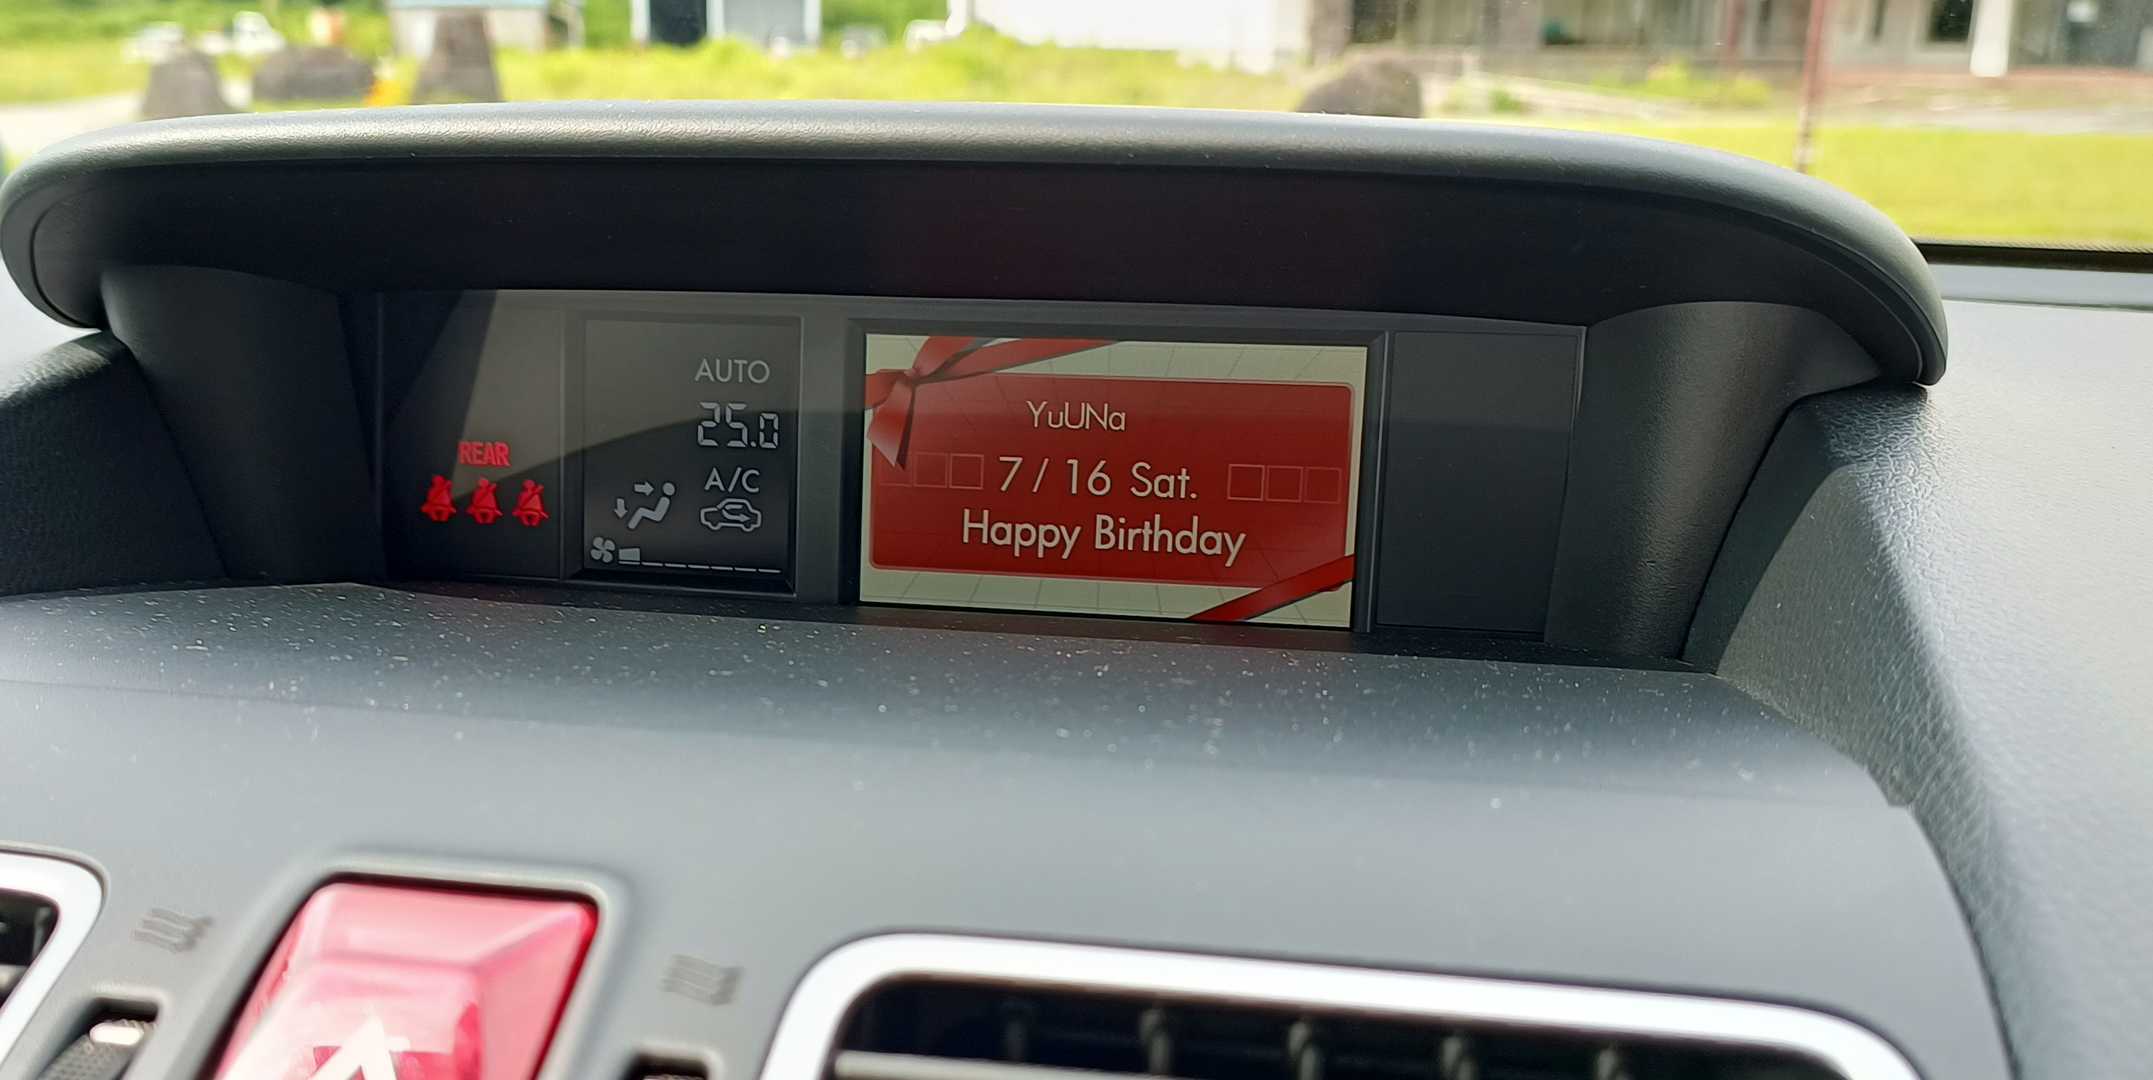 REAR
AUTO
25.0
A/C
YuUNa
7 / 16 Sat.
Happy Birthday